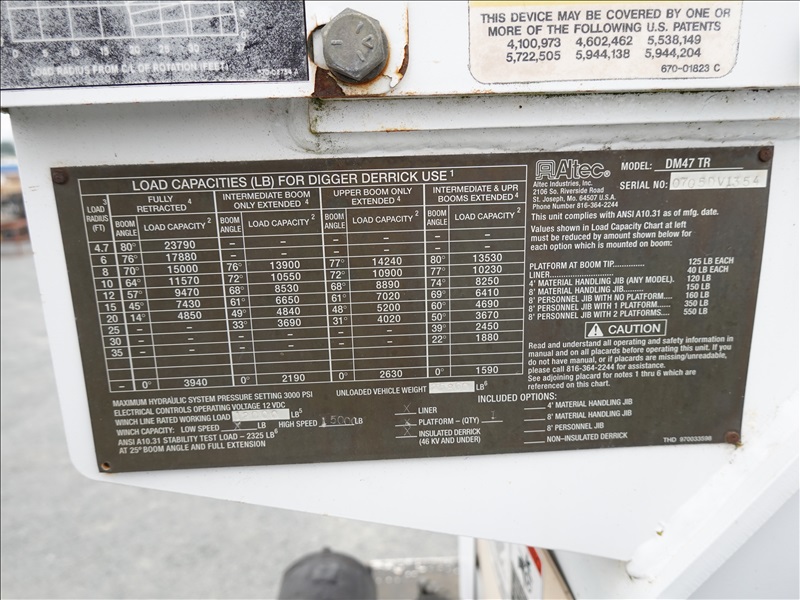 LOAD RADIUS FROM C/L OF ROTATION (FEET)
THIS DEVICE MAY BE COVERED BY ONE
OR MORE OF THE FOLLOWING U.S. PATENTS
4,100,973 4,602,462 5,538,149
5,722,505 5,944,138 5,944,204
670-01823 C
LOAD CAPACITIES (LB) FOR DIGGER DERRICK USE 1
3 LOAD RADIUS (FT) FULLY RETRACTED 4 INTERMEDIATE BOOM ONLY EXTENDED 4 UPPER BOOM ONLY EXTENDED 4 INTERMEDIATE & UPR BOOMS EXTENDED 4
BOOM ANGLE LOAD CAPACITY 2 BOOM ANGLE LOAD CAPACITY 2 BOOM ANGLE LOAD CAPACITY 2 BOOM ANGLE LOAD CAPACITY 2
4.7 80° 23790 – – – – – –
6 76° 17880 – – – – 80° 13530
8 70° 15000 76° 13900 77° 14240 77° 10230
10 64° 11570 72° 10550 72° 10900 74° 8250
12 57° 9470 68° 8530 68° 8890 69° 6410
15 45° 7430 61° 6650 61° 7020 60° 4690
20 14° 4850 49° 4840 48° 5200 50° 3670
25 – – 33° 3690 31° 4020 39° 2450
30 – – – – – – 22° 1880
35 – – – – – –
– 0° 3940 0° 2190 0° 2630 0° 1590
MAXIMUM HYDRAULIC SYSTEM PRESSURE SETTING 3000 PSI
ELECTRICAL CONTROLS OPERATING VOLTAGE 12 VDC
WINCH LINE RATED WORKING LOAD LB 5
WINCH CAPACITY: LOW SPEED X LB HIGH SPEED LB
ANSI A10.31 STABILITY TEST LOAD – 2325 LB 6
AT 25° BOOM ANGLE AND FULL EXTENSION
UNLOADED VEHICLE WEIGHT LB 6
Altec
Altec Industries, Inc.
2106 So. Riverside Road
St. Joseph, Mo. 64507 U.S.A.
Phone Number 816-364-2244
MODEL: DM47 TR
SERIAL NO:
This unit complies with ANSI A10.31 as of mfg. date.
Values shown in Load Capacity Chart at left
must be reduced by amount shown below for
each option which is mounted on boom:
PLATFORM AT BOOM TIP 125 LB EACH
LINER 40 LB EACH
4' MATERIAL HANDLING JIB (ANY MODEL) 120 LB
8' MATERIAL HANDLING JIB 150 LB
8' PERSONNEL JIB WITH NO PLATFORM 160 LB
8' PERSONNEL JIB WITH 1 PLATFORM 350 LB
8' PERSONNEL JIB WITH 2 PLATFORMS 550 LB
CAUTION
Read and understand all operating and safety information in
manual and on all placards before operating this unit. If you
do not have manual, or if placards are missing/unreadable,
please call 816-364-2244 for assistance.
See adjoining placard for notes 1 thru 6 which are
referenced on this chart.
INCLUDED OPTIONS:
X LINER
PLATFORM – (QTY) 1
X INSULATED DERRICK
(46 KV AND UNDER)
4' MATERIAL HANDLING JIB
8' MATERIAL HANDLING JIB
8' PERSONNEL JIB
NON-INSULATED DERRICK
THD 970033598